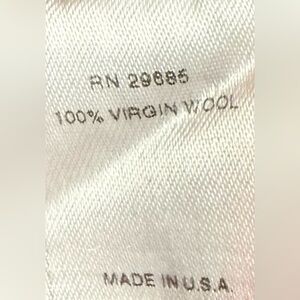 RN 29685
100% VIRGIN WOOL
MADE IN U.S.A.